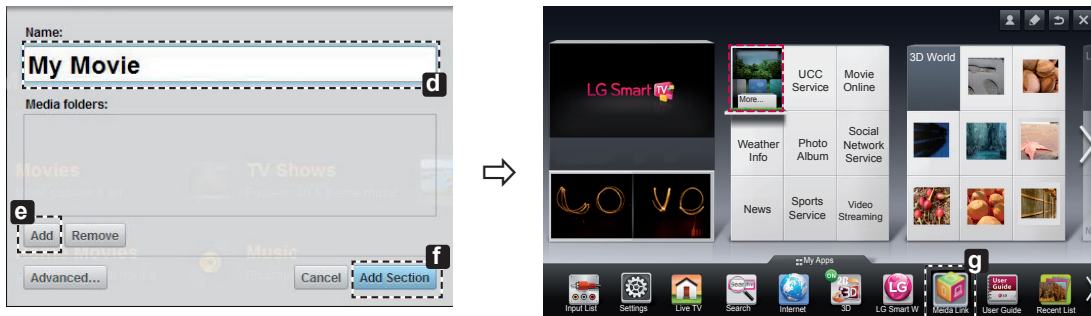 Name:
My Movie
d
Media folders:
Movies
TV Shows
e
Add
Remove
Music
f
Advanced...
Cancel
Add Section
LG Smart TV
More...
UCC
Service
Movie
Online
3D World
Weather
Info
Photo
Album
Social
Network
Service
News
Sports
Service
Video
Streaming
My Apps
g
Input List
Settings
Live TV
Search
Internet
ON
3D
3D
LG
LG Smart W
Meida Link
User
Guide
User Guide
Recent List